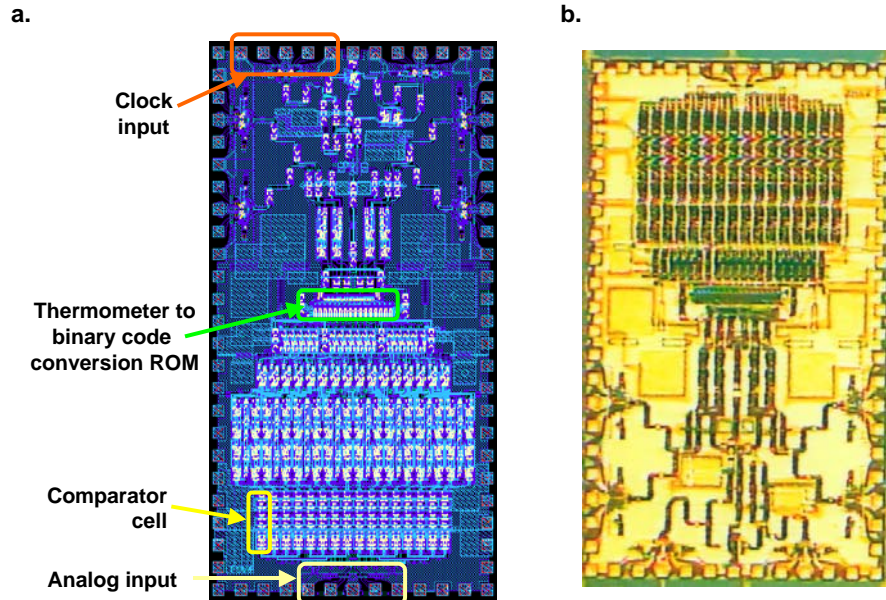 a.
b.
Clock
input
Thermometer to
binary code
conversion ROM
Comparator
cell
Analog input